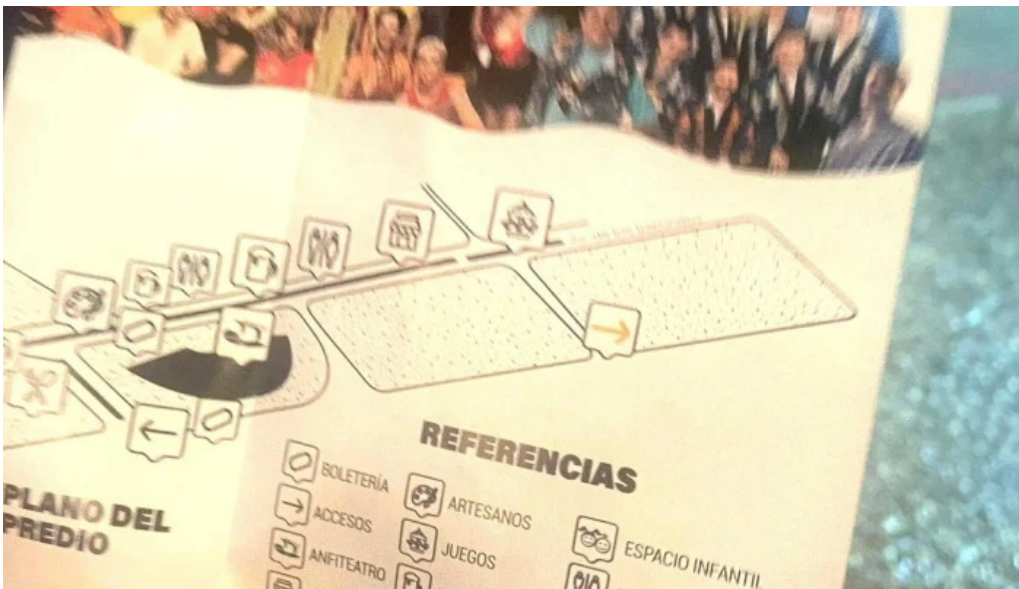 REFERENCIAS
PLANO DEL
PREDIO
BOLETERÍA
ACCESOS
ANFITEATRO
ARTESANOS
JUEGOS
ESPACIO INFANTIL